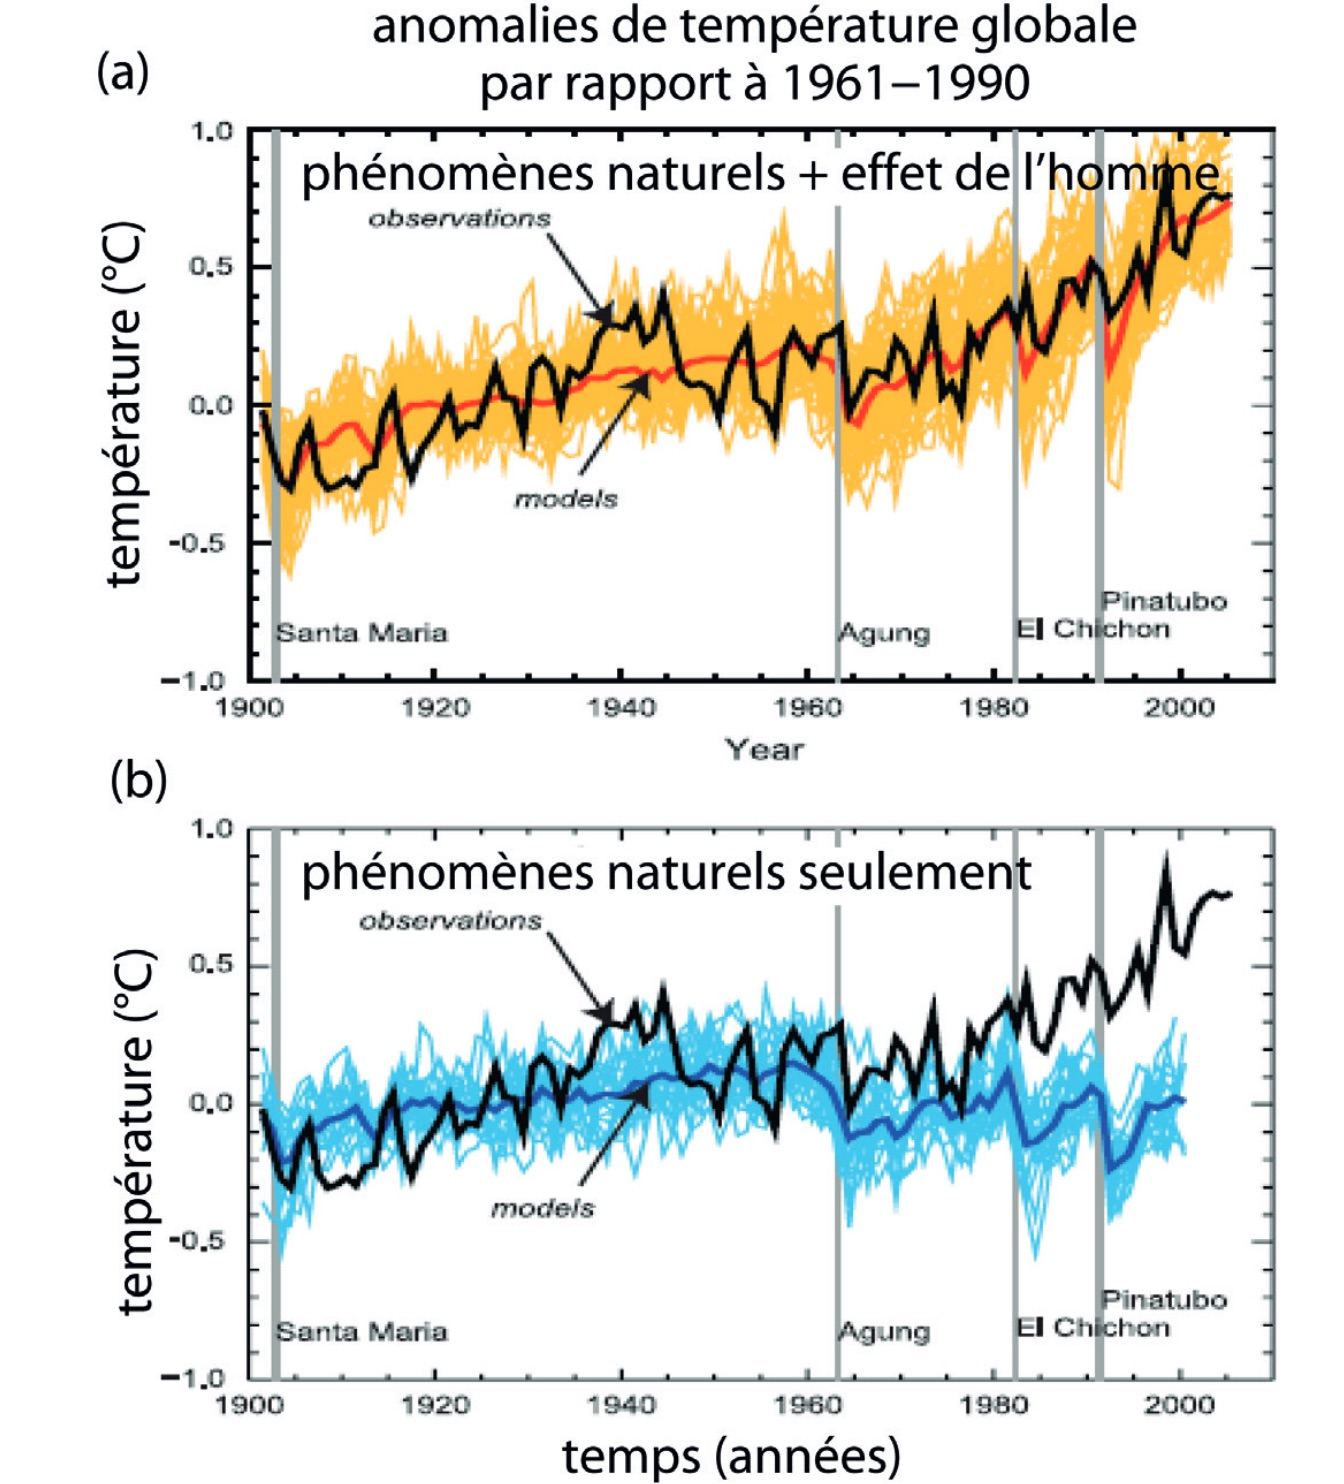 anomalies de température globale
par rapport à 1961−1990
(a)
phénomènes naturels + effet de l'homme
observations
models
température (°C)
1.0
0.5
0.0
-0.5
−1.0
Santa Maria
Agung
El Chichon
Pinatubo
1900 1920 1940 1960 1980 2000
Year
(b)
phénomènes naturels seulement
observations
models
température (°C)
1.0
0.5
0.0
-0.5
−1.0
Santa Maria
Agung
El Chichon
Pinatubo
1900 1920 1940 1960 1980 2000
temps (années)